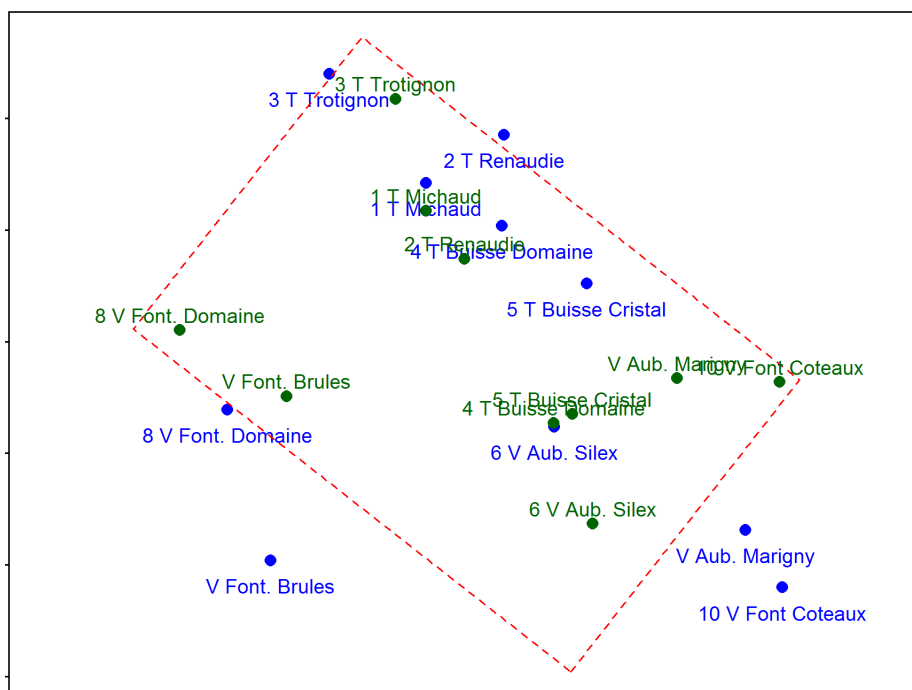 3 T Trotignon
3 T Trotignon
2 T Renaudie
1 T Michaud
1 T Michaud
2 T Renaudie
4 T Buisse Domaine
5 T Buisse Cristal
8 V Font. Domaine
V Aub. Marigny
10 V Font Coteaux
V Font. Brules
5 T Buisse Cristal
4 T Buisse Domaine
8 V Font. Domaine
6 V Aub. Silex
6 V Aub. Silex
V Aub. Marigny
V Font. Brules
10 V Font Coteaux